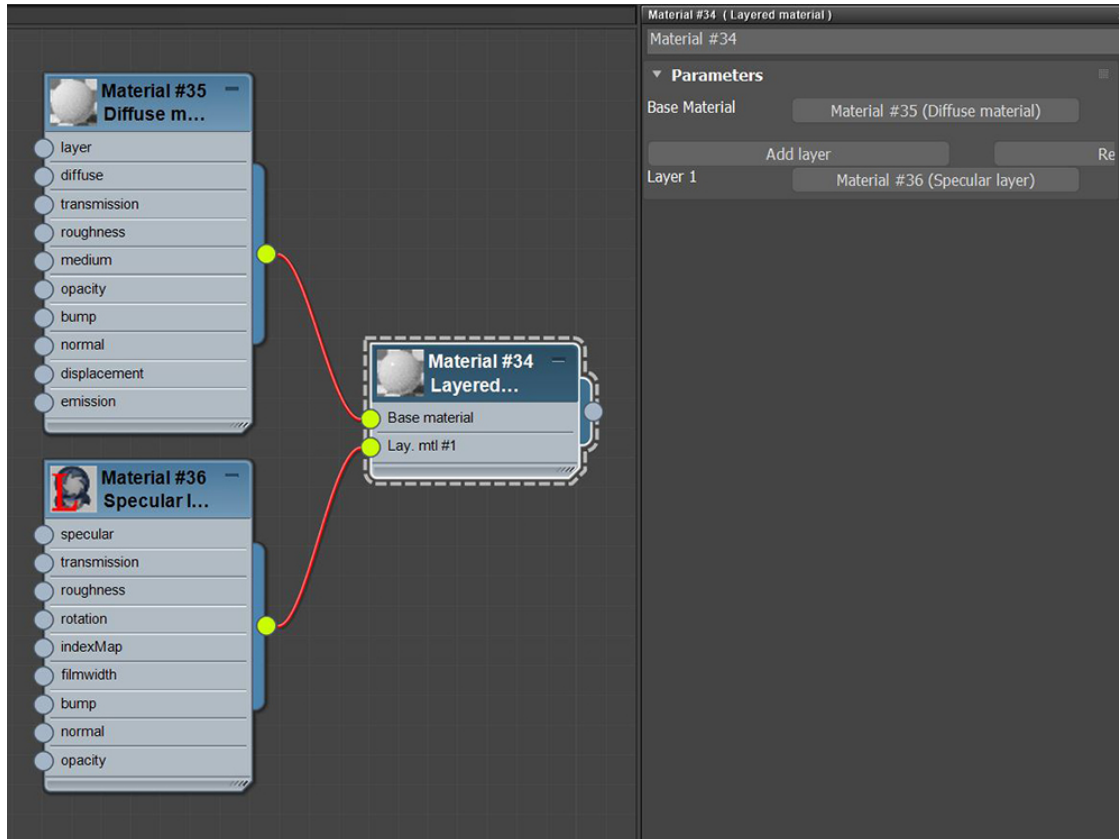 Material #35
Diffuse m...
layer
diffuse
transmission
roughness
medium
opacity
bump
normal
displacement
emission
Material #36
Specular l...
L
specular
transmission
roughness
rotation
indexMap
filmwidth
bump
normal
opacity
Material #34
Layered...
Base material
Lay. mtl #1
Material #34 ( Layered material )
Material #34
Parameters
Base Material Material #35 (Diffuse material)
Add layer Re
Layer 1 Material #36 (Specular layer)